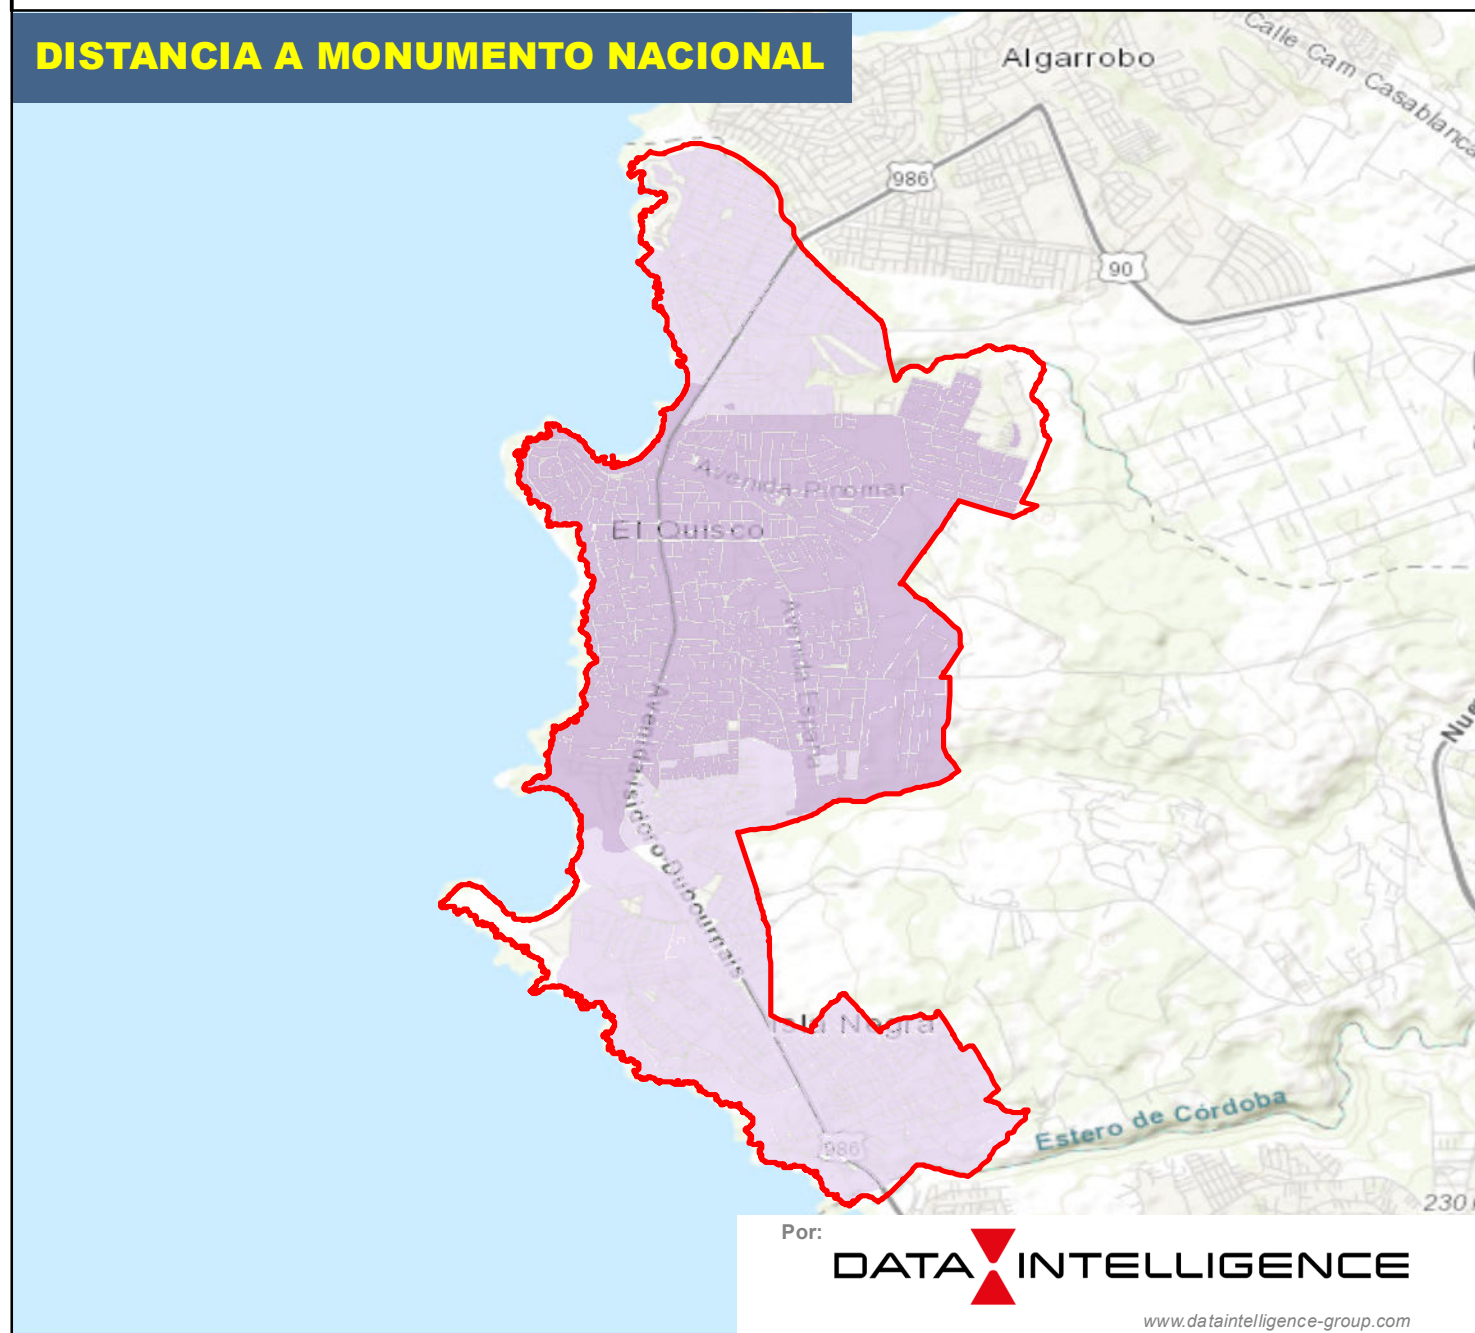 DISTANCIA A MONUMENTO NACIONAL
Algarrobo
Calle Cam Casablanca
986
90
Avenida Piromar
El Quisco
Avenida España
Avenida Isidoro Dubournais
Isla Negra
Estero de Córdoba
986
230
Por:
DATA INTELLIGENCE
www.dataintelligence-group.com